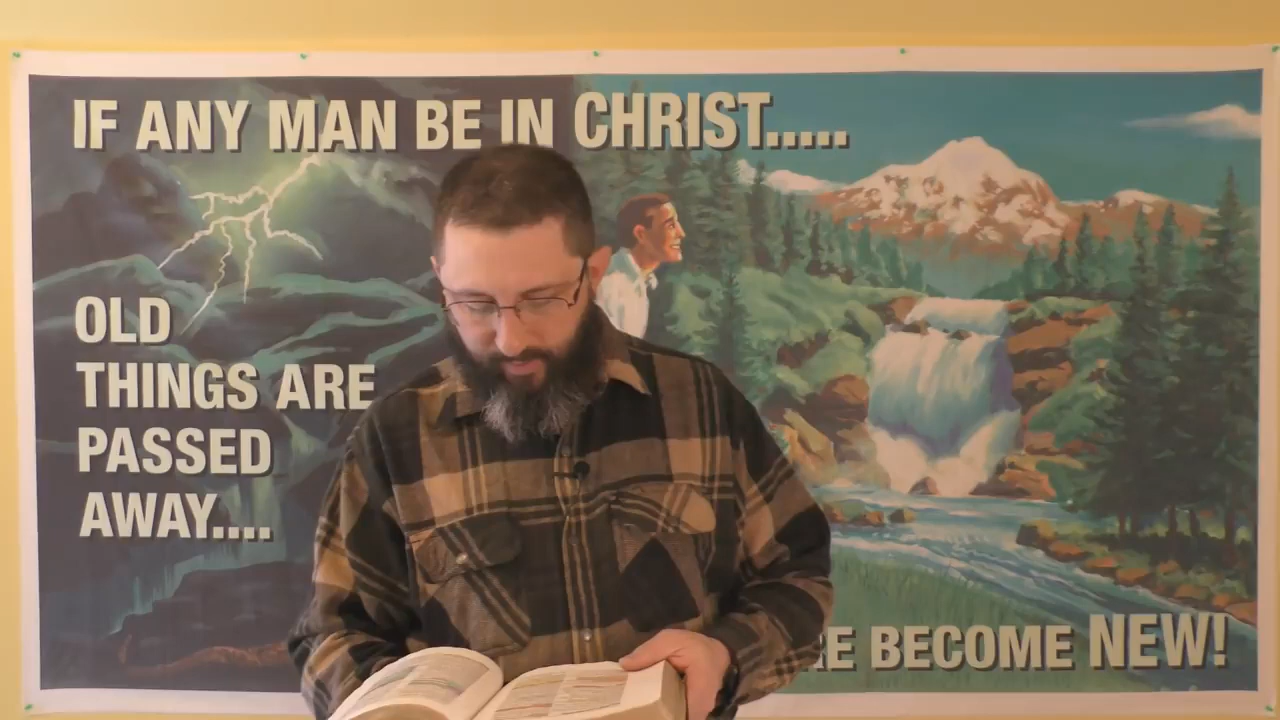 IF ANY MAN BE IN CHRIST.....
OLD
THINGS ARE
PASSED
AWAY....
BECOME NEW!